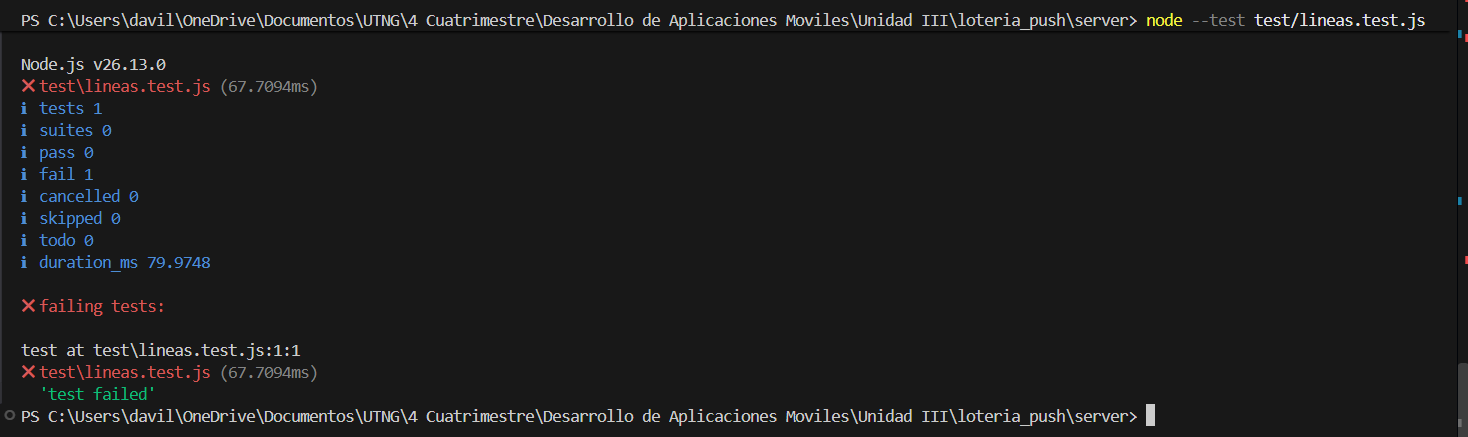 PS C:\Users\davil\OneDrive\Documentos\UTNG\4 Cuatrimestre\Desarrollo de Aplicaciones Moviles\Unidad III\loteria_push\server> node --test test/lineas.test.js
Node.js v26.13.0
❌ test\lineas.test.js (67.7094ms)
ℹ tests 1
ℹ suites 0
ℹ pass 0
ℹ fail 1
ℹ cancelled 0
ℹ skipped 0
ℹ todo 0
ℹ duration_ms 79.9748
❌ failing tests:
test at test\lineas.test.js:1:1
❌ test\lineas.test.js (67.7094ms)
'test failed'
PS C:\Users\davil\OneDrive\Documentos\UTNG\4 Cuatrimestre\Desarrollo de Aplicaciones Moviles\Unidad III\loteria_push\server>